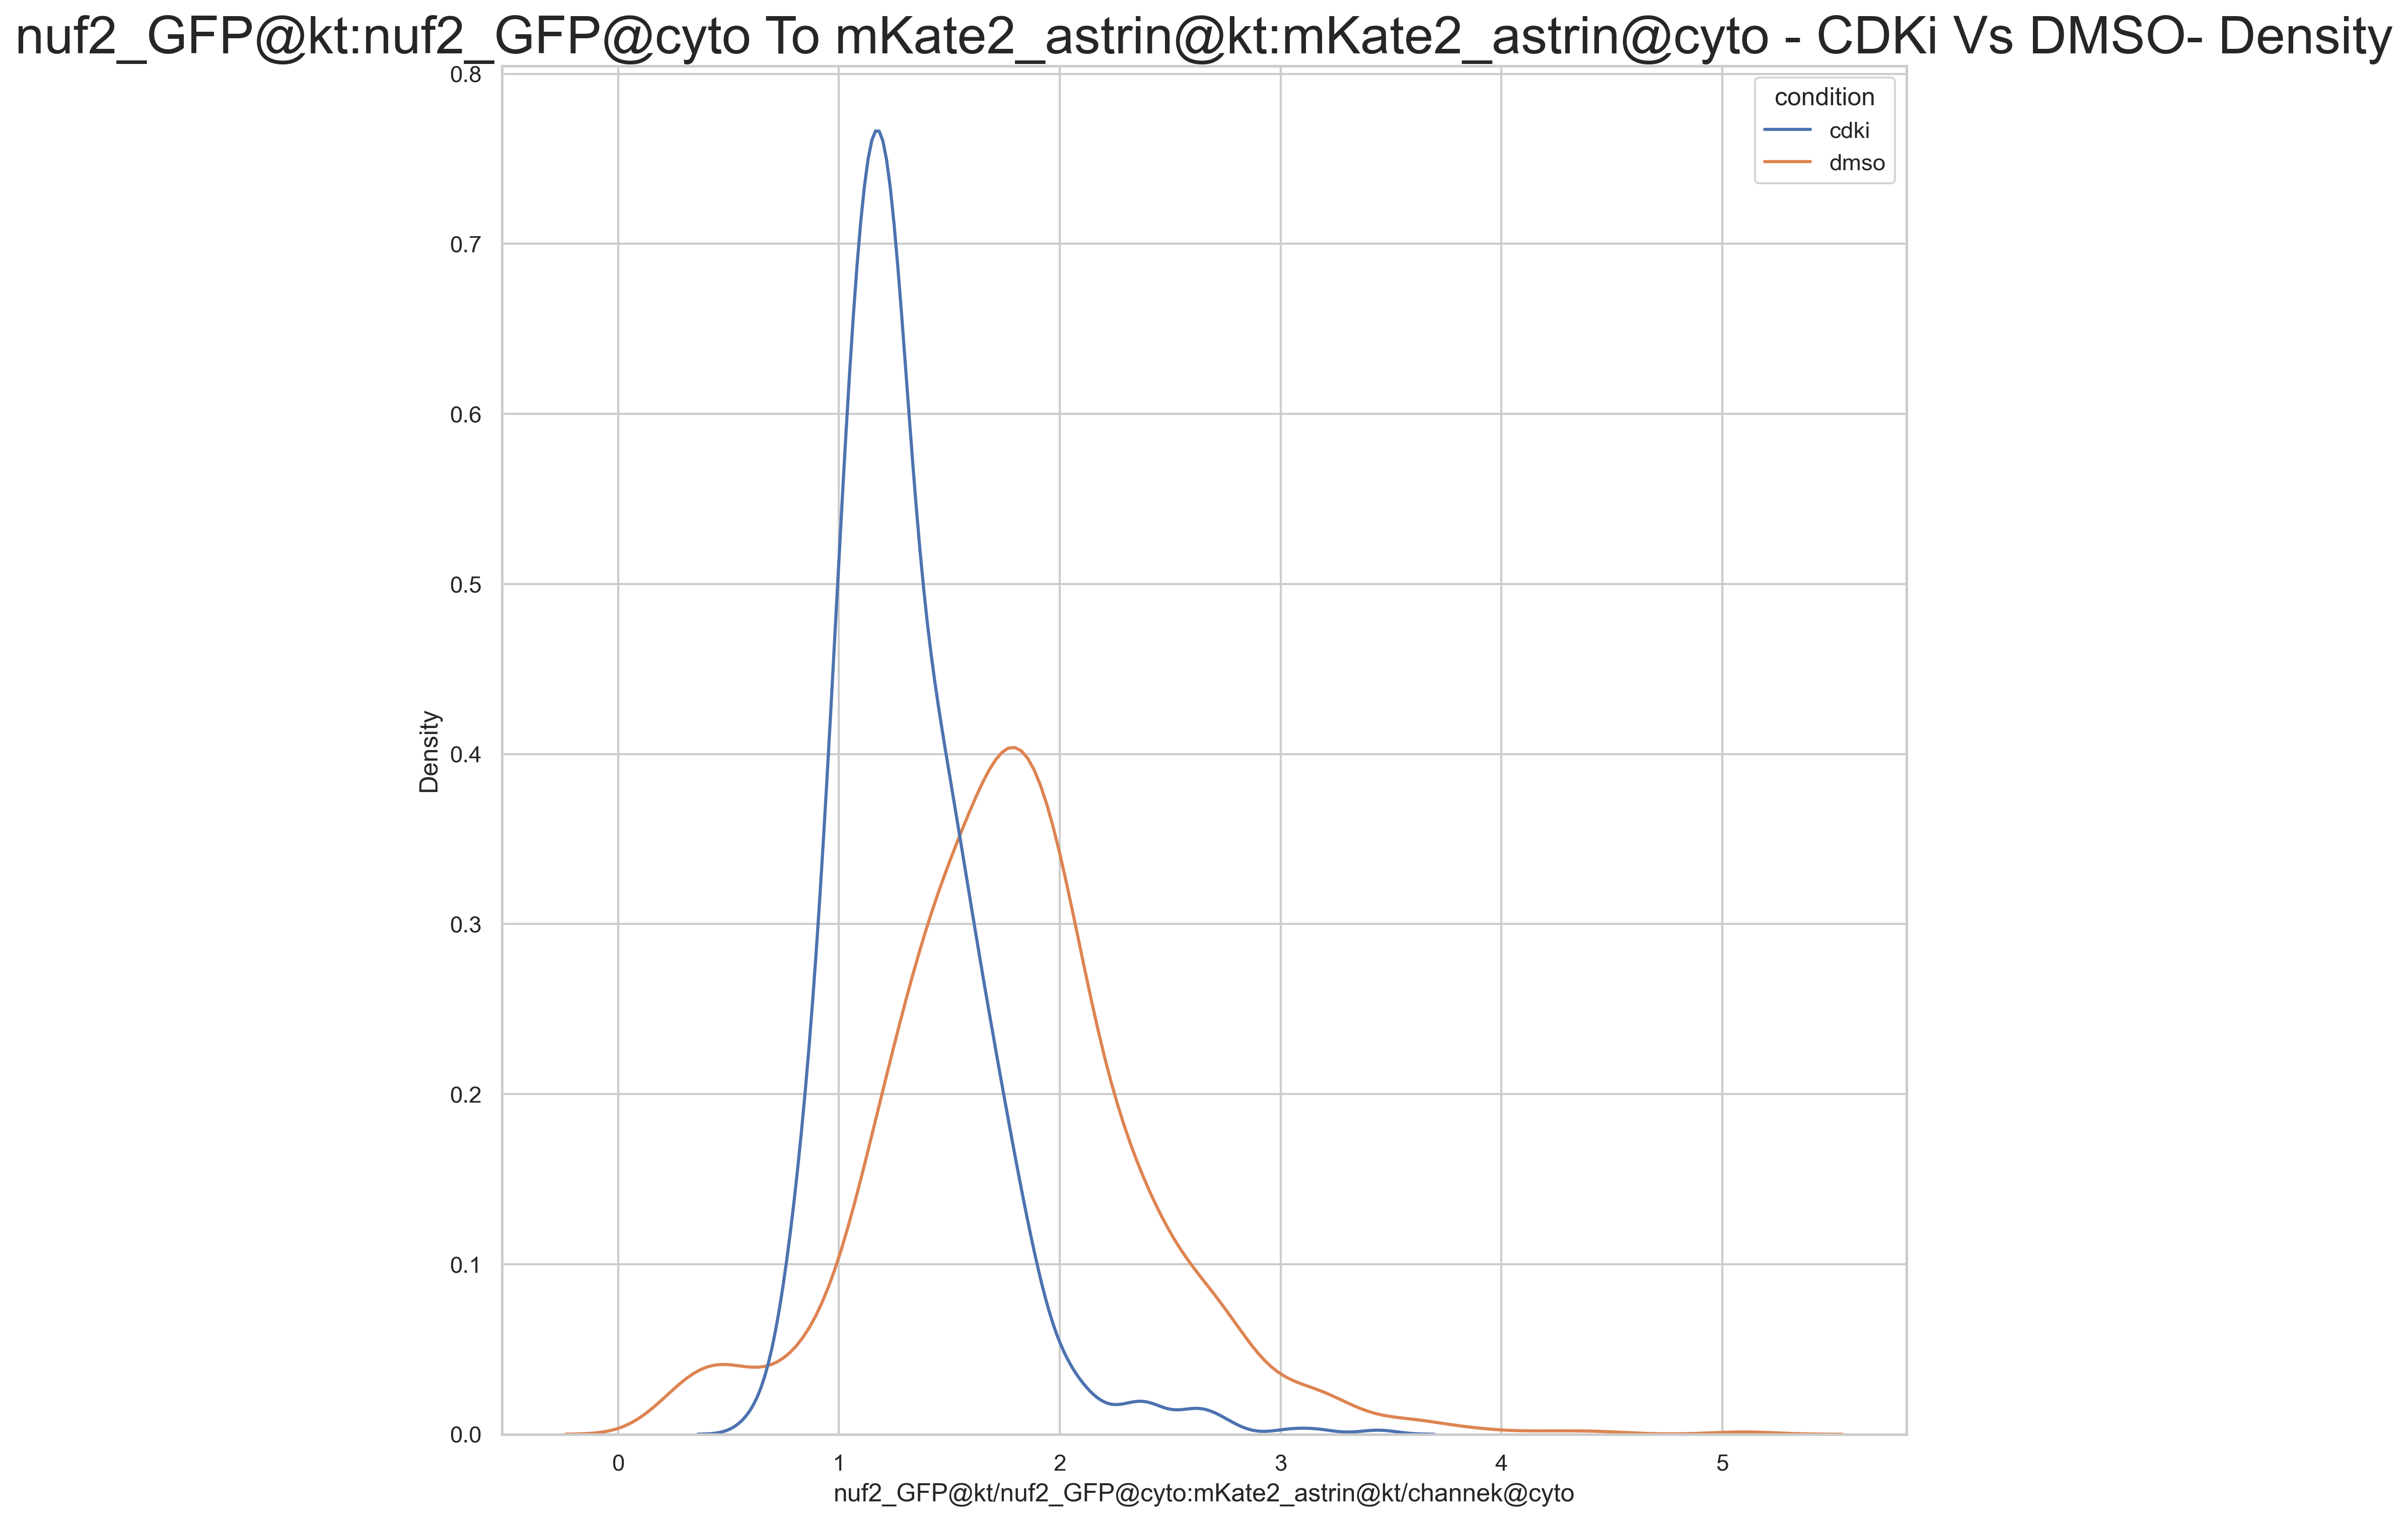 nuf2_GFP@kt:nuf2_GFP@cyto To mKate2_astrin@kt:mKate2_astrin@cyto - CDKi Vs DMSO- Density
condition
cdki
dmso
Density
0.8
0.7
0.6
0.5
0.4
0.3
0.2
0.1
0.0
0 1 2 3 4 5
nuf2_GFP@kt/nuf2_GFP@cyto:mKate2_astrin@kt/channek@cyto